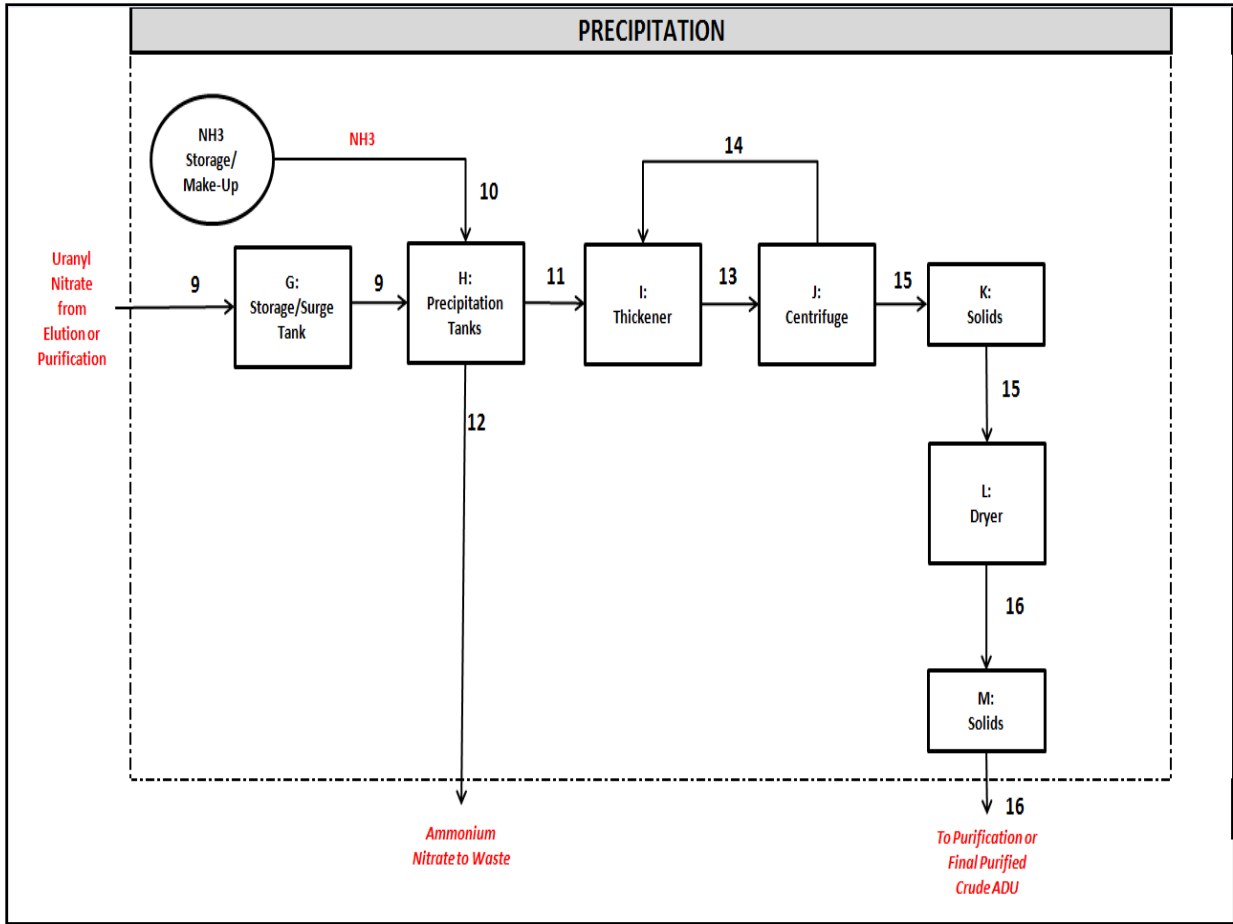 PRECIPITATION
NH3
Storage/
Make-Up
NH3
10
14
Uranyl
Nitrate
from
Elution or
Purification
9
G:
Storage/Surge
Tank
9
H:
Precipitation
Tanks
11
I:
Thickener
13
J:
Centrifuge
15
K:
Solids
15
12
L:
Dryer
16
M:
Solids
16
Ammonium
Nitrate to Waste
To Purification or
Final Purified
Crude ADU